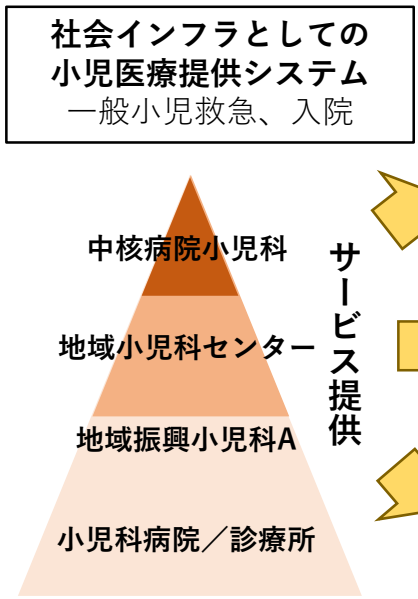 社会インフラとしての
小児医療提供システム
一般小児救急、入院
中核病院小児科
地域小児科センター
地域振興小児科A
小児科病院／診療所
サービス提供